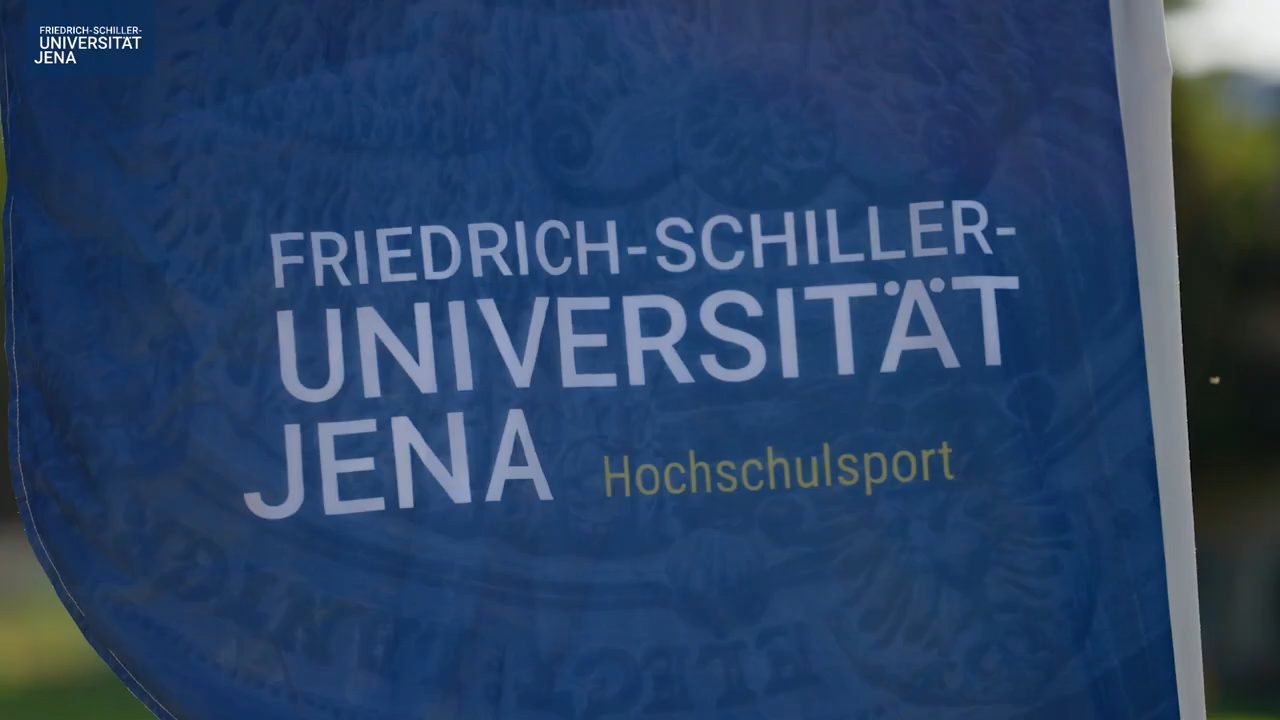 FRIEDRICH-SCHILLER-
UNIVERSITÄT
JENA
FRIEDRICH-SCHILLER-
UNIVERSITÄT
JENA Hochschulsport